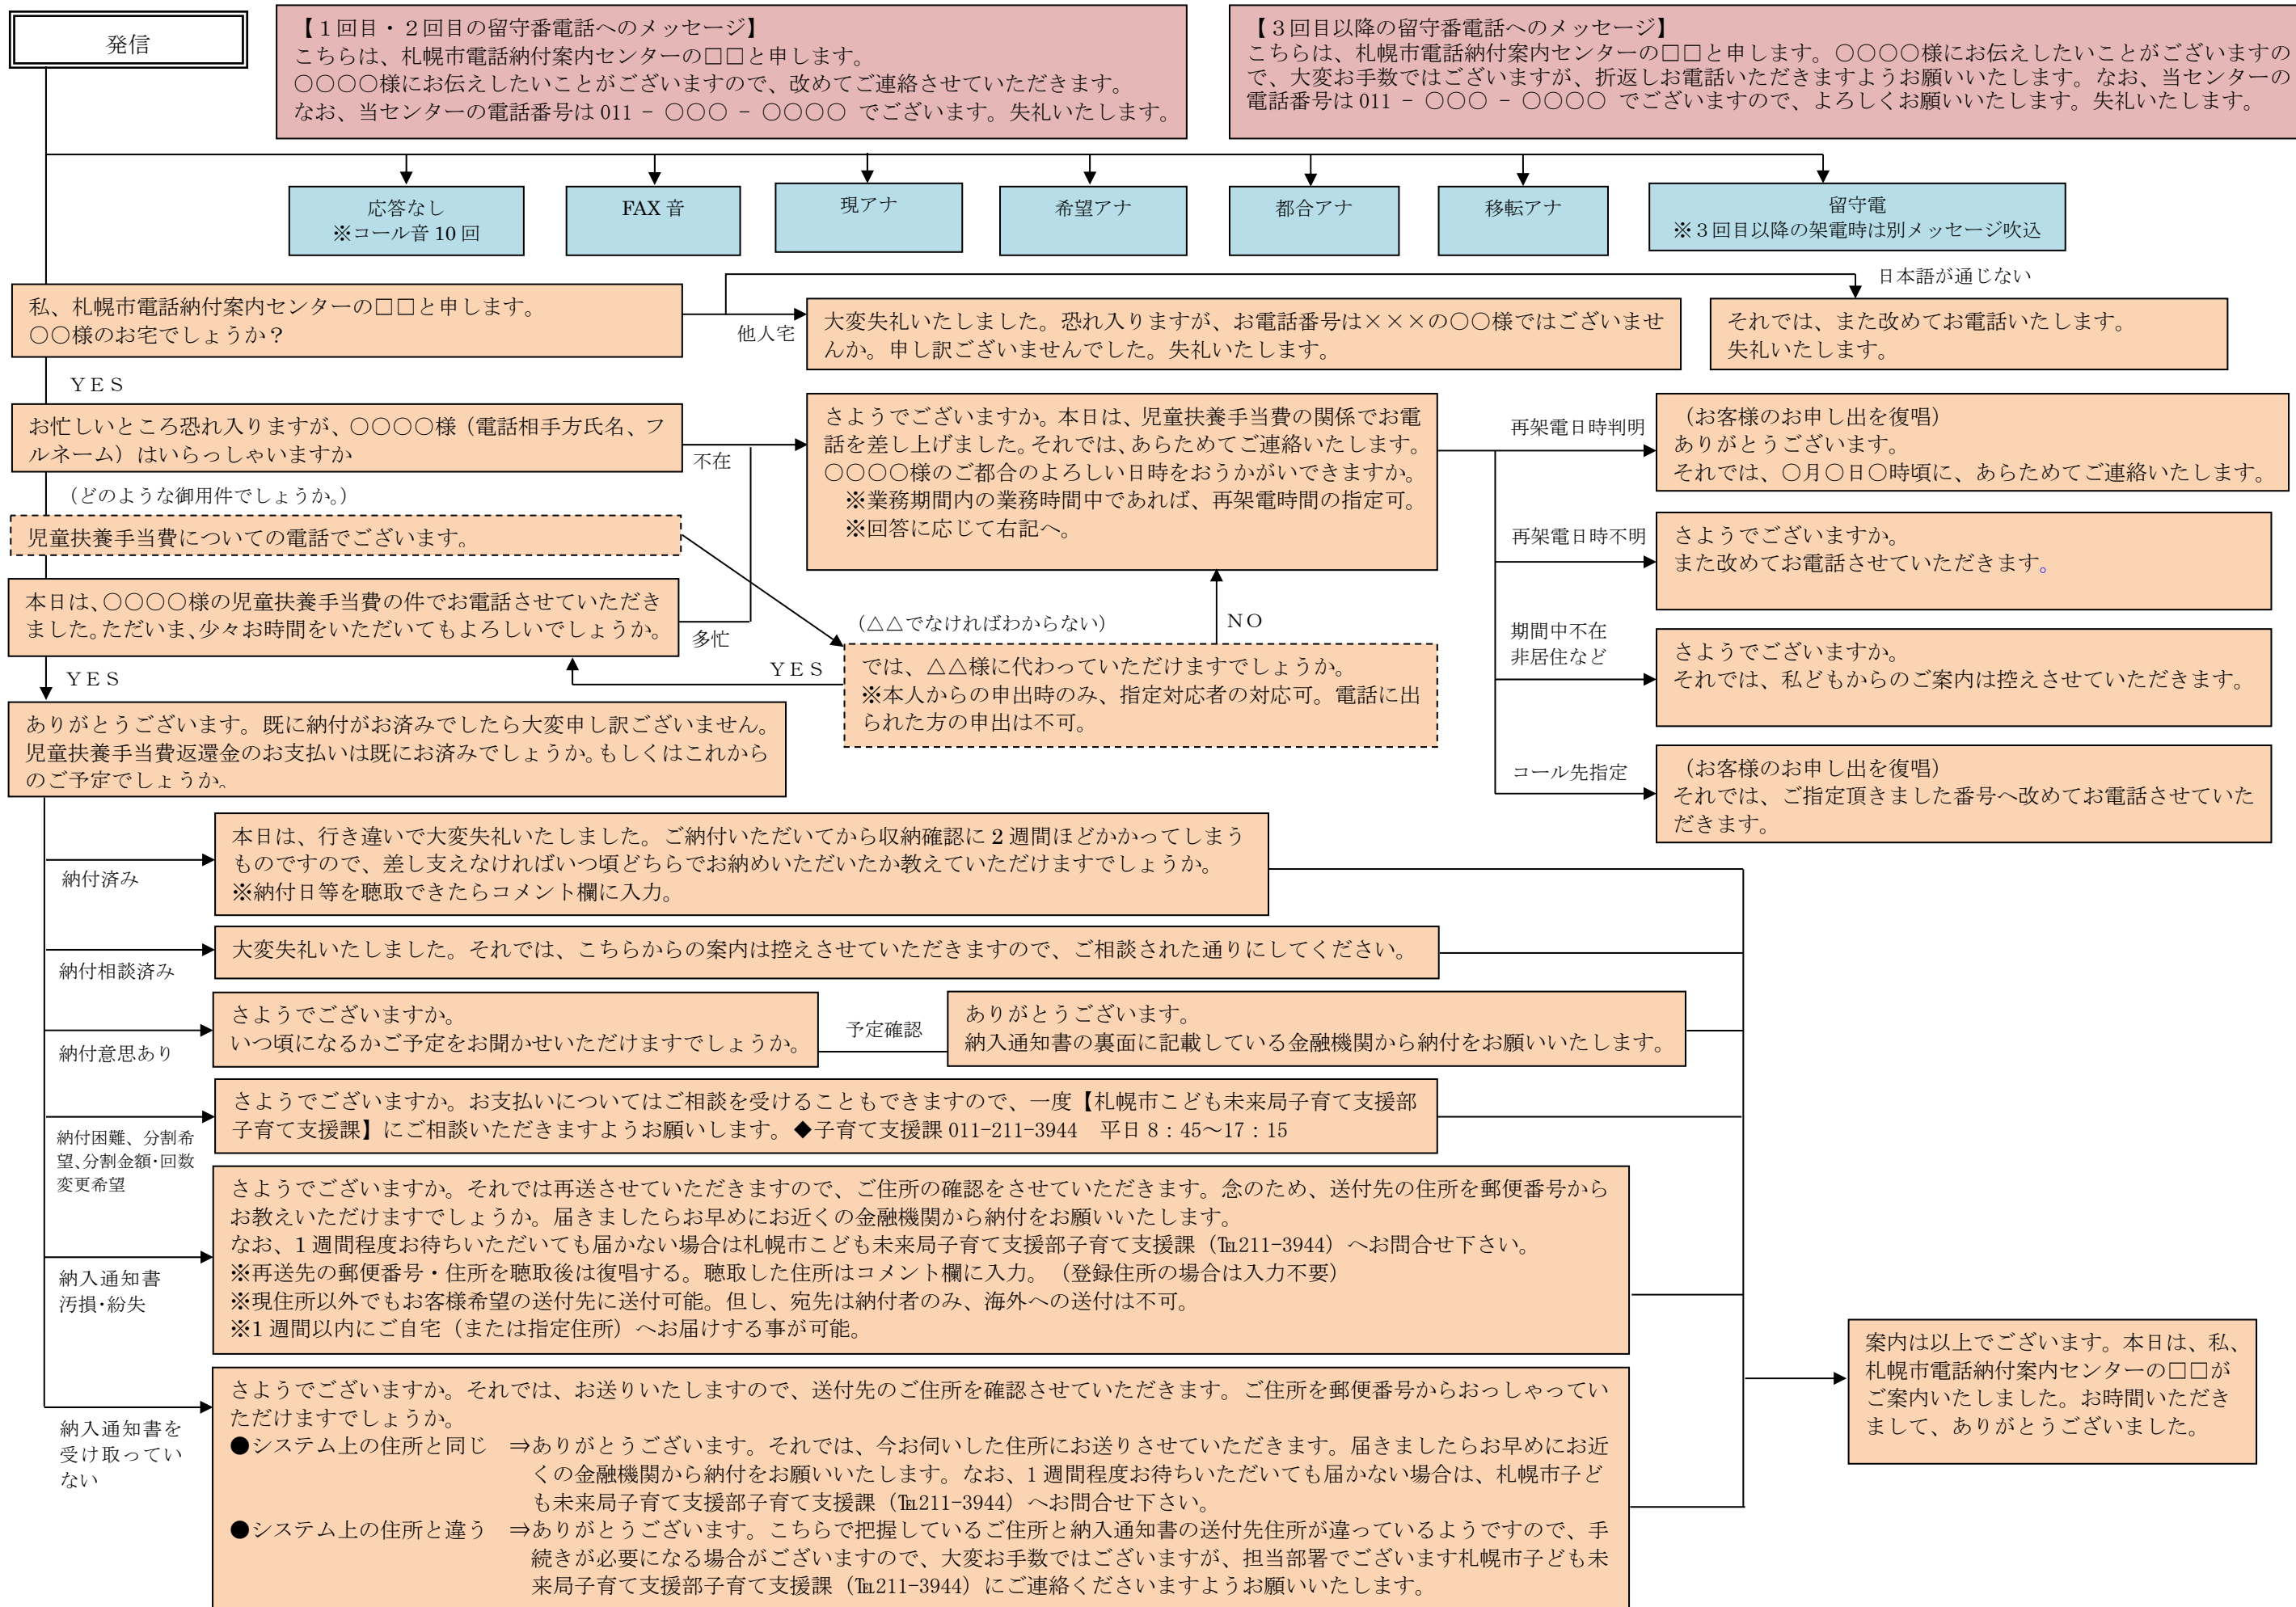 発信
【1回目・2回目の留守番電話へのメッセージ】
こちらは、札幌市電話納付案内センターの□□と申します。
〇〇〇〇様にお伝えしたいことがございますので、改めてご連絡させていただきます。
なお、当センターの電話番号は 011 - 〇〇〇 - 〇〇〇〇 でございます。失礼いたします。
【3回目以降の留守番電話へのメッセージ】
こちらは、札幌市電話納付案内センターの□□と申します。〇〇〇〇様にお伝えしたいことがございますの
で、大変お手数ではございますが、折返しお電話いただきますようお願いいたします。なお、当センターの
電話番号は 011 - 〇〇〇 - 〇〇〇〇 でございますので、よろしくお願いいたします。失礼いたします。
応答なし
※コール音 10 回
FAX 音
現アナ
希望アナ
都合アナ
移転アナ
留守電
※3回目以降の架電時は別メッセージ吹込
日本語が通じない
私、札幌市電話納付案内センターの□□と申します。
〇〇様のお宅でしょうか？
他人宅
大変失礼いたしました。恐れ入りますが、お電話番号は×××の〇〇様ではございませ
んか。申し訳ございませんでした。失礼いたします。
それでは、また改めてお電話いたします。
失礼いたします。
YES
お忙しいところ恐れ入りますが、〇〇〇〇様（電話相手方氏名、フ
ルネーム）はいらっしゃいますか
不在
さようでございますか。本日は、児童扶養手当費の関係でお電
話を差し上げました。それでは、あらためてご連絡いたします。
〇〇〇〇様のご都合のよろしい日時をおうかがいできますか。
※業務期間内の業務時間中であれば、再架電時間の指定可。
※回答に応じて右記へ。
再架電日時判明
（お客様のお申し出を復唱）
ありがとうございます。
それでは、〇月〇日〇時頃に、あらためてご連絡いたします。
（どのような御用件でしょうか。）
児童扶養手当費についての電話でございます。
再架電日時不明
さようでございますか。
また改めてお電話させていただきます。
本日は、〇〇〇〇様の児童扶養手当費の件でお電話させていただき
ました。ただいま、少々お時間をいただいてもよろしいでしょうか。
多忙
（△△でなければわからない）
NO
YES
では、△△様に代わっていただけますでしょうか。
※本人からの申出時のみ、指定対応者の対応可。電話に出
られた方の申出は不可。
期間中不在
非居住など
さようでございますか。
それでは、私どもからのご案内は控えさせていただきます。
YES
ありがとうございます。既に納付がお済みでしたら大変申し訳ございません。
児童扶養手当費返還金のお支払いは既にお済みでしょうか。もしくはこれから
のご予定でしょうか。
コール先指定
（お客様のお申し出を復唱）
それでは、ご指定頂きました番号へ改めてお電話させていた
だきます。
納付済み
本日は、行き違いで大変失礼いたしました。ご納付いただいてから収納確認に 2 週間ほどかかってしまう
ものですので、差し支えなければいつ頃どちらでお納めいただいたか教えていただけますでしょうか。
※納付日等を聴取できたらコメント欄に入力。
納付相談済み
大変失礼いたしました。それでは、こちらからの案内は控えさせていただきますので、ご相談された通りにしてください。
納付意思あり
さようでございますか。
いつ頃になるかご予定をお聞かせいただけますでしょうか。
予定確認
ありがとうございます。
納入通知書の裏面に記載している金融機関から納付をお願いいたします。
納付困難、分割希
望、分割金額・回数
変更希望
さようでございますか。お支払いについてはご相談を受けることもできますので、一度【札幌市こども未来局子育て支援部
子育て支援課】にご相談いただきますようお願いします。◆子育て支援課 011-211-3944　平日 8：45～17：15
納入通知書
汚損・紛失
さようでございますか。それでは再送させていただきますので、ご住所の確認をさせていただきます。念のため、送付先の住所を郵便番号から
お教えいただけますでしょうか。届きましたらお早めにお近くの金融機関から納付をお願いいたします。
なお、1 週間程度お待ちいただいても届かない場合は札幌市こども未来局子育て支援部子育て支援課（℡211-3944）へお問合せ下さい。
※再送先の郵便番号・住所を聴取後は復唱する。聴取した住所はコメント欄に入力。（登録住所の場合は入力不要）
※現住所以外でもお客様希望の送付先に送付可能。但し、宛先は納付者のみ、海外への送付は不可。
※1 週間以内にご自宅（または指定住所）へお届けする事が可能。
納入通知書を
受け取ってい
ない
さようでございますか。それでは、お送りいたしますので、送付先のご住所を確認させていただきます。ご住所を郵便番号からおっしゃってい
ただけますでしょうか。
●システム上の住所と同じ　⇒ありがとうございます。それでは、今お伺いした住所にお送りさせていただきます。届きましたらお早めにお近
くの金融機関から納付をお願いいたします。なお、1 週間程度お待ちいただいても届かない場合は、札幌市子ど
も未来局子育て支援部子育て支援課（℡211-3944）へお問合せ下さい。
●システム上の住所と違う　⇒ありがとうございます。こちらで把握しているご住所と納入通知書の送付先住所が違っているようですので、手
続きが必要になる場合がございますので、大変お手数ではございますが、担当部署でございます札幌市子ども未
来局子育て支援部子育て支援課（℡211-3944）にご連絡くださいますようお願いいたします。
案内は以上でございます。本日は、私、
札幌市電話納付案内センターの□□が
ご案内いたしました。お時間いただき
まして、ありがとうございました。